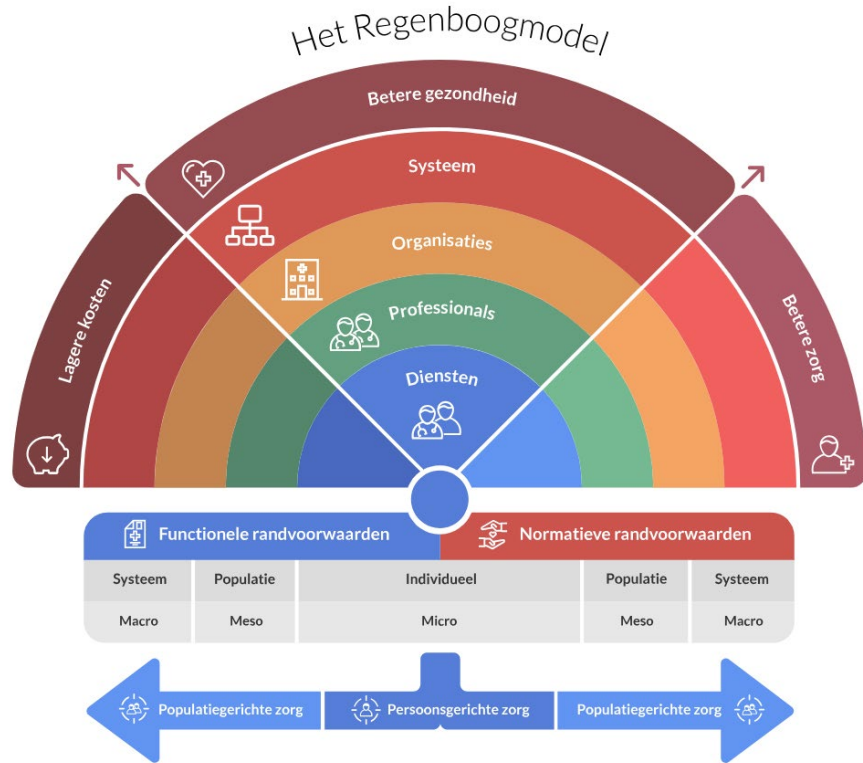 Het Regenboogmodel
Betere gezondheid
Systeem
Organisaties
Professionals
Diensten
Lagere kosten
Betere zorg
Functionele randvoorwaarden
Normatieve randvoorwaarden
Systeem Populatie Individueel Populatie Systeem
Macro Meso Micro Meso Macro
Populatiegerichte zorg Persoonsgerichte zorg Populatiegerichte zorg